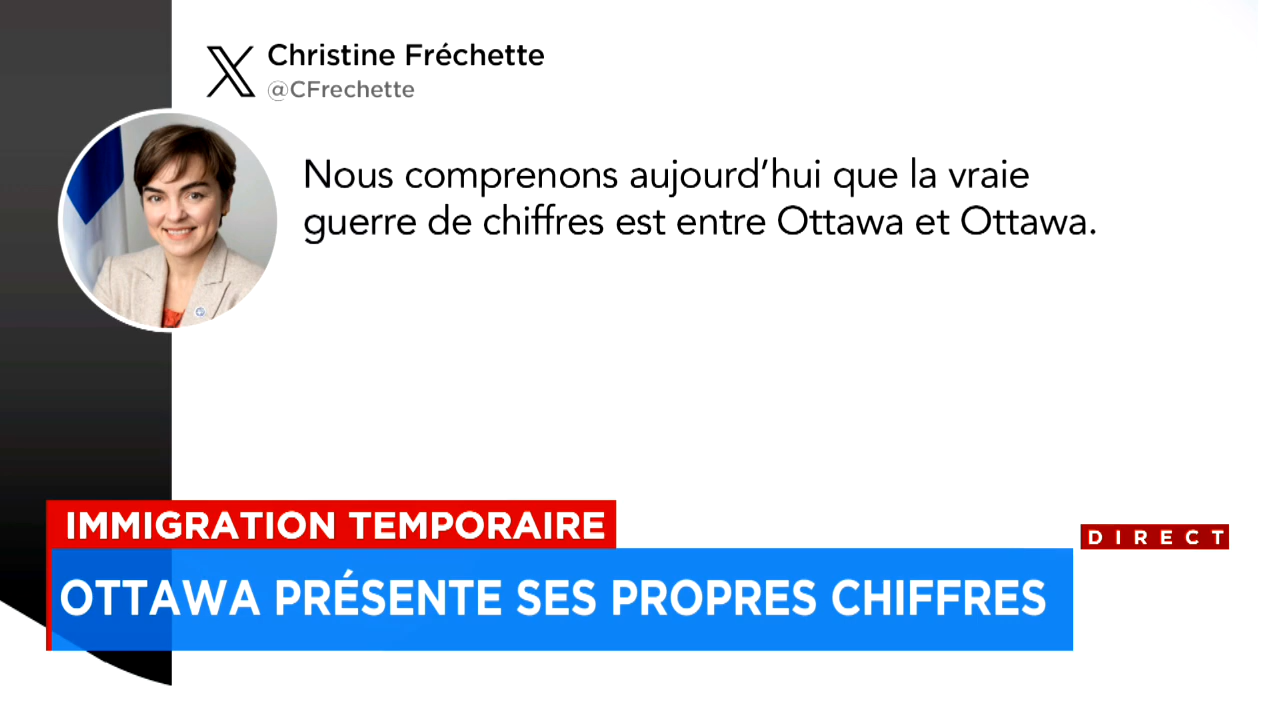 Christine Fréchette
@CFrechette
Nous comprenons aujourd’hui que la vraie
guerre de chiffres est entre Ottawa et Ottawa.
IMMIGRATION TEMPORAIRE
DIRECT
OTTAWA PRÉSENTE SES PROPRES CHIFFRES